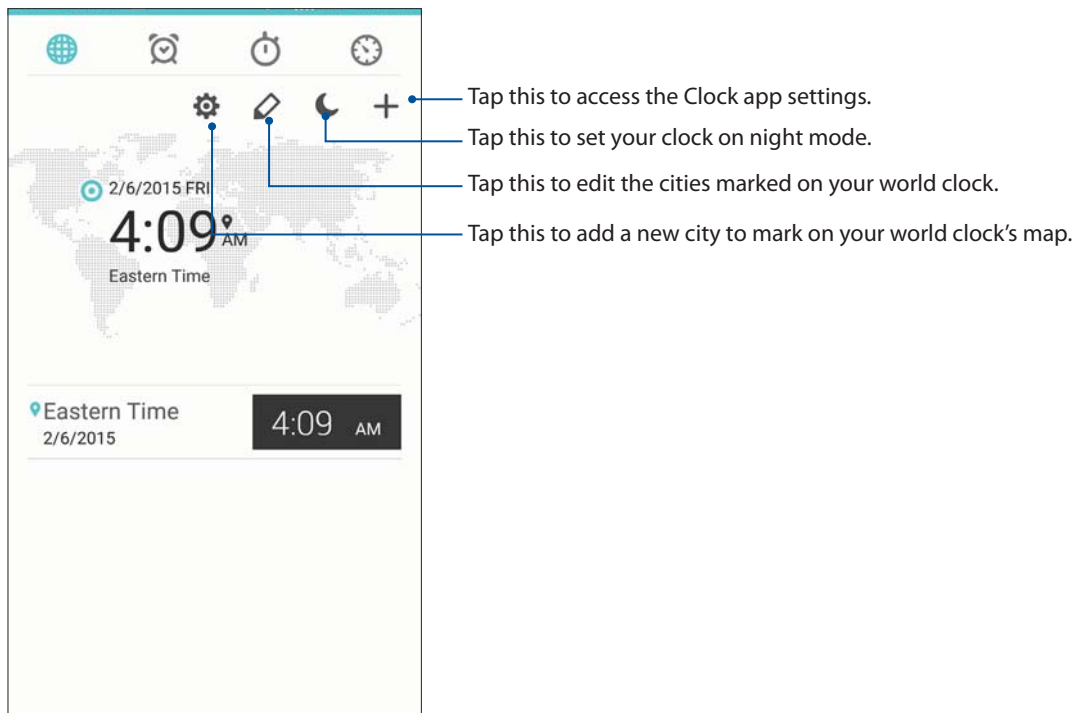 Tap this to access the Clock app settings.
Tap this to set your clock on night mode.
2/6/2015 FRI
Tap this to edit the cities marked on your world clock.
4:09 AM
Tap this to add a new city to mark on your world clock's map.
Eastern Time
Eastern Time
4:09 AM
2/6/2015